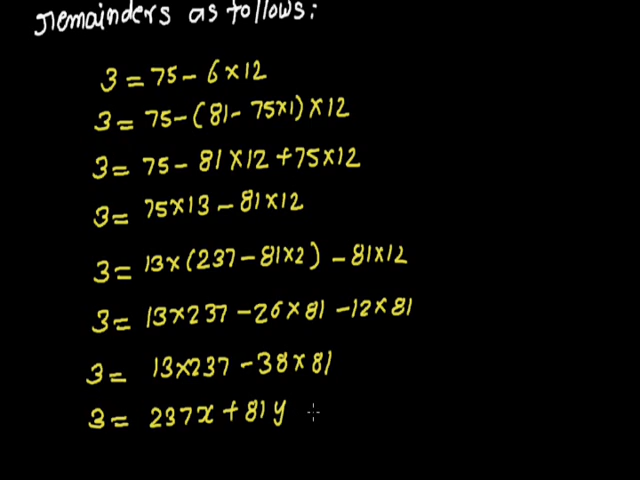 remainders as follows:
3 = 75 - 6 × 12
3 = 75 - (81 - 75×1) × 12
3 = 75 - 81 × 12 + 75 × 12
3 = 75×13 - 81×12
3 = 13×(237 - 81×2) - 81×12
3 = 13×237 - 26×81 - 12×81
3 = 13×237 - 38×81
3 = 237x + 81y